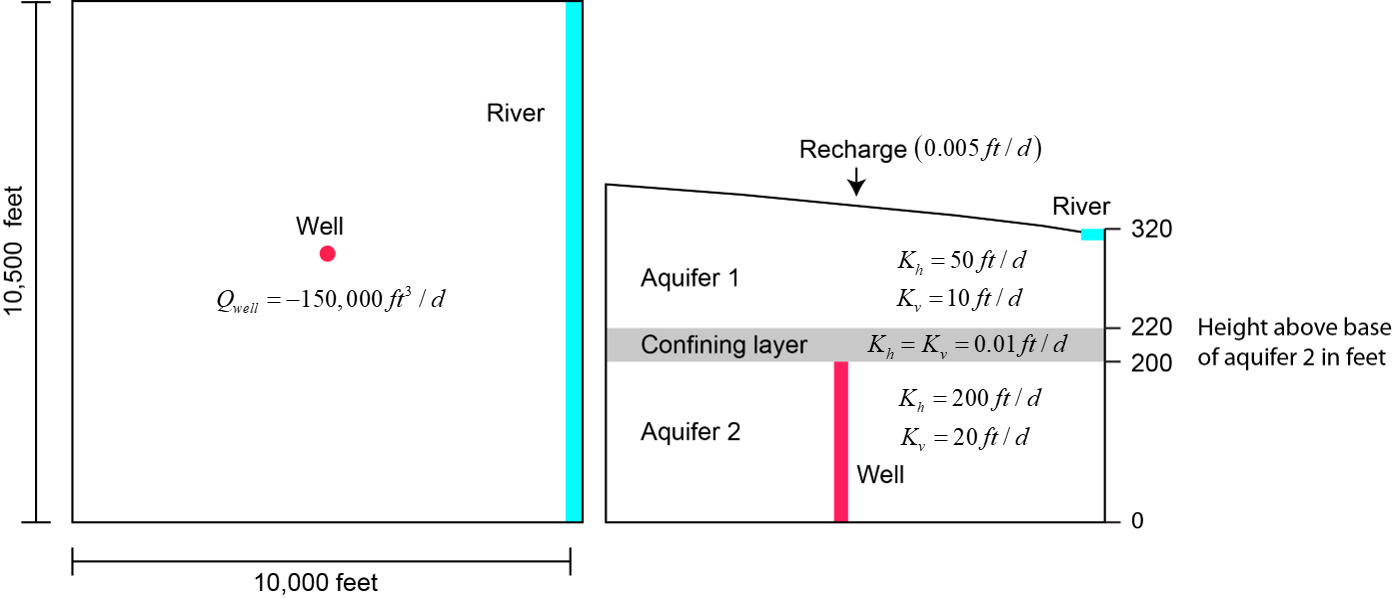 10,500 feet
River
Well
Q_well = −150,000 ft³ / d
10,000 feet
Recharge (0.005 ft / d)
River
320
Aquifer 1
K_h = 50 ft / d
K_v = 10 ft / d
220
Confining layer
K_h = K_v = 0.01 ft / d
200
Height above base
of aquifer 2 in feet
Aquifer 2
K_h = 200 ft / d
K_v = 20 ft / d
Well
0